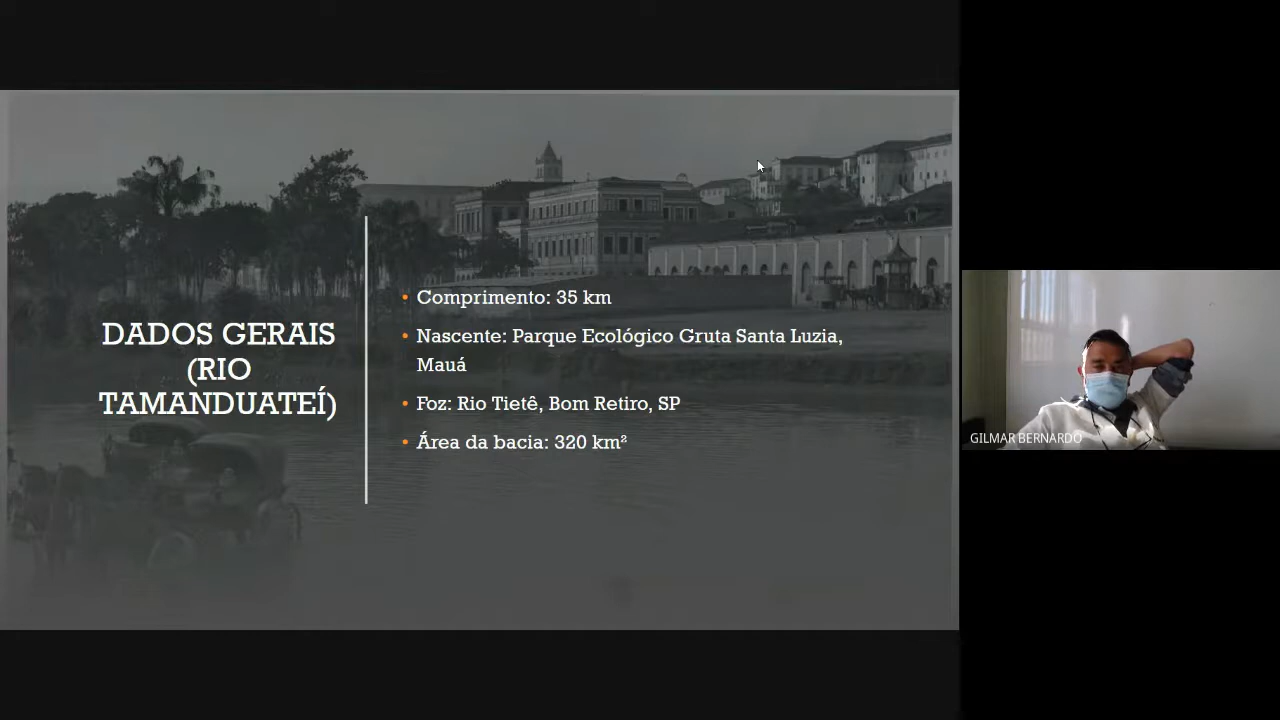 DADOS GERAIS
(RIO
TAMANDUATEÍ)
• Comprimento: 35 km
• Nascente: Parque Ecológico Gruta Santa Luzia,
Mauá
• Foz: Rio Tietê, Bom Retiro, SP
• Área da bacia: 320 km²
GILMAR BERNARDO